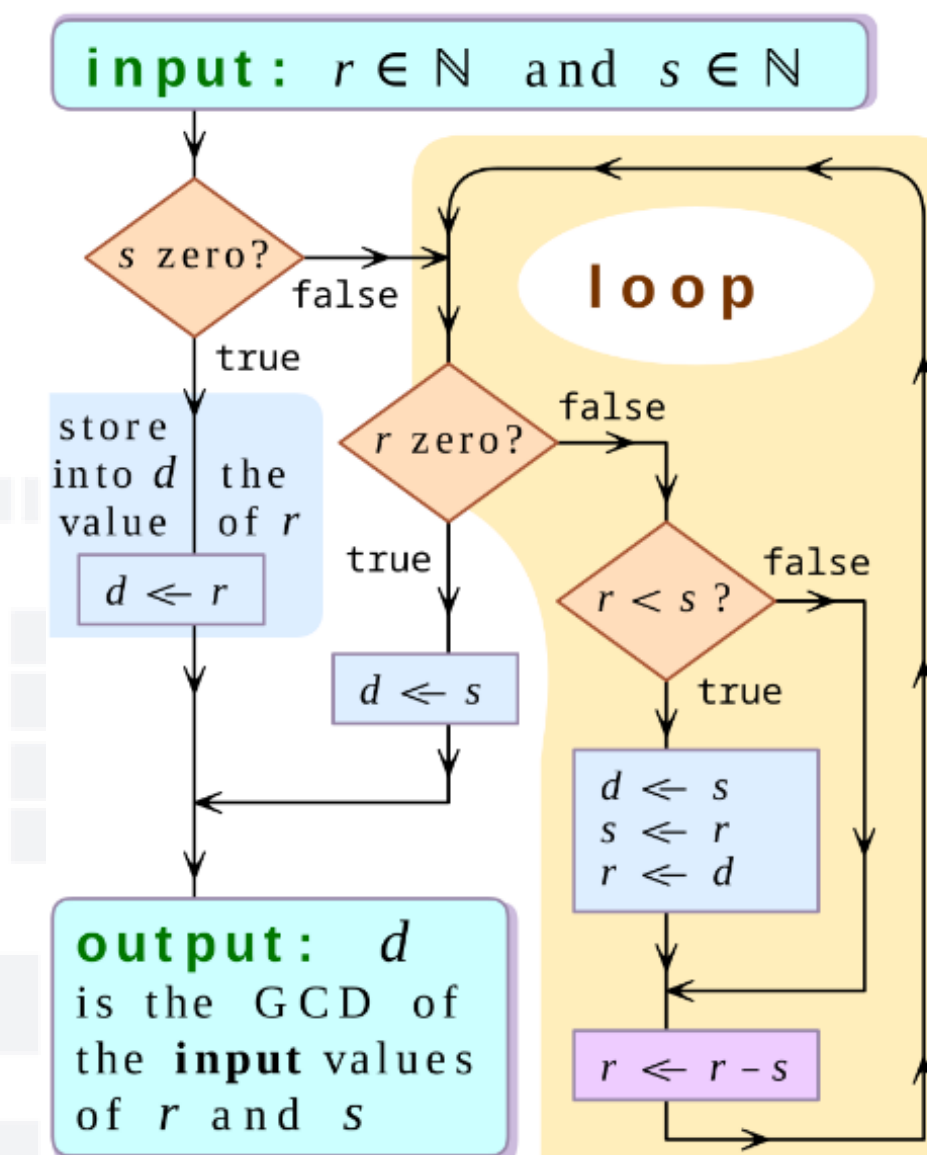 input: r ∈ ℕ and s ∈ ℕ
s zero?
false
true
loop
store
into d the
value of r
d ← r
r zero?
false
true
d ← s
r < s ?
false
true
d ← s
s ← r
r ← d
r ← r – s
output: d
is the GCD of
the input values
of r and s